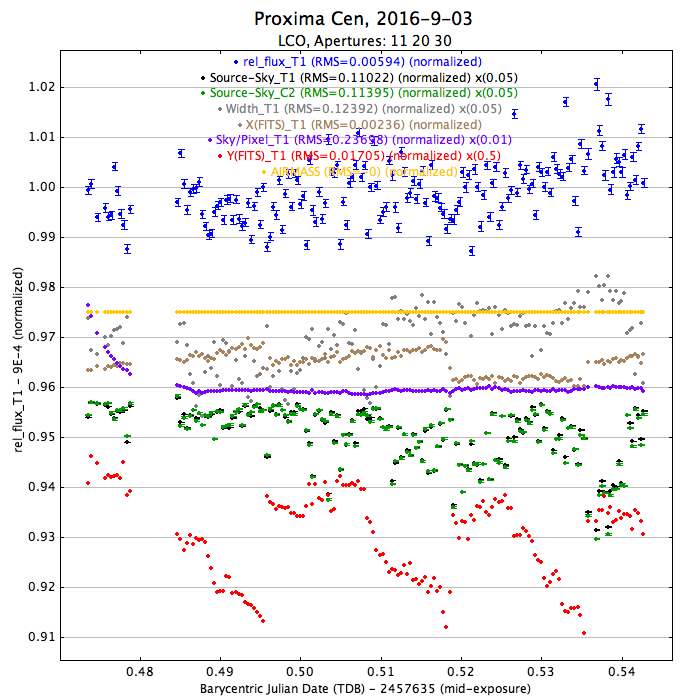 Proxima Cen, 2016-9-03
LCO, Apertures: 11 20 30
rel_flux_T1 (RMS=0.00594) (normalized)
Source-Sky_T1 (RMS=0.11022) (normalized) x(0.05)
Source-Sky_C2 (RMS=0.11395) (normalized) x(0.05)
Width_T1 (RMS=0.12392) (normalized) x(0.05)
X(FITS)_T1 (RMS=0.00236) (normalized)
Sky/Pixel_T1 (RMS=0.23698) (normalized) x(0.01)
Y(FITS)_T1 (RMS=0.01705) (normalized) x(0.5)
AIRMASS (RMS=0) (normalized)
rel_flux_T1 - 9E-4 (normalized)
1.02
1.01
1.00
0.99
0.98
0.97
0.96
0.95
0.94
0.93
0.92
0.91
0.48 0.49 0.50 0.51 0.52 0.53 0.54
Barycentric Julian Date (TDB) - 2457635 (mid-exposure)